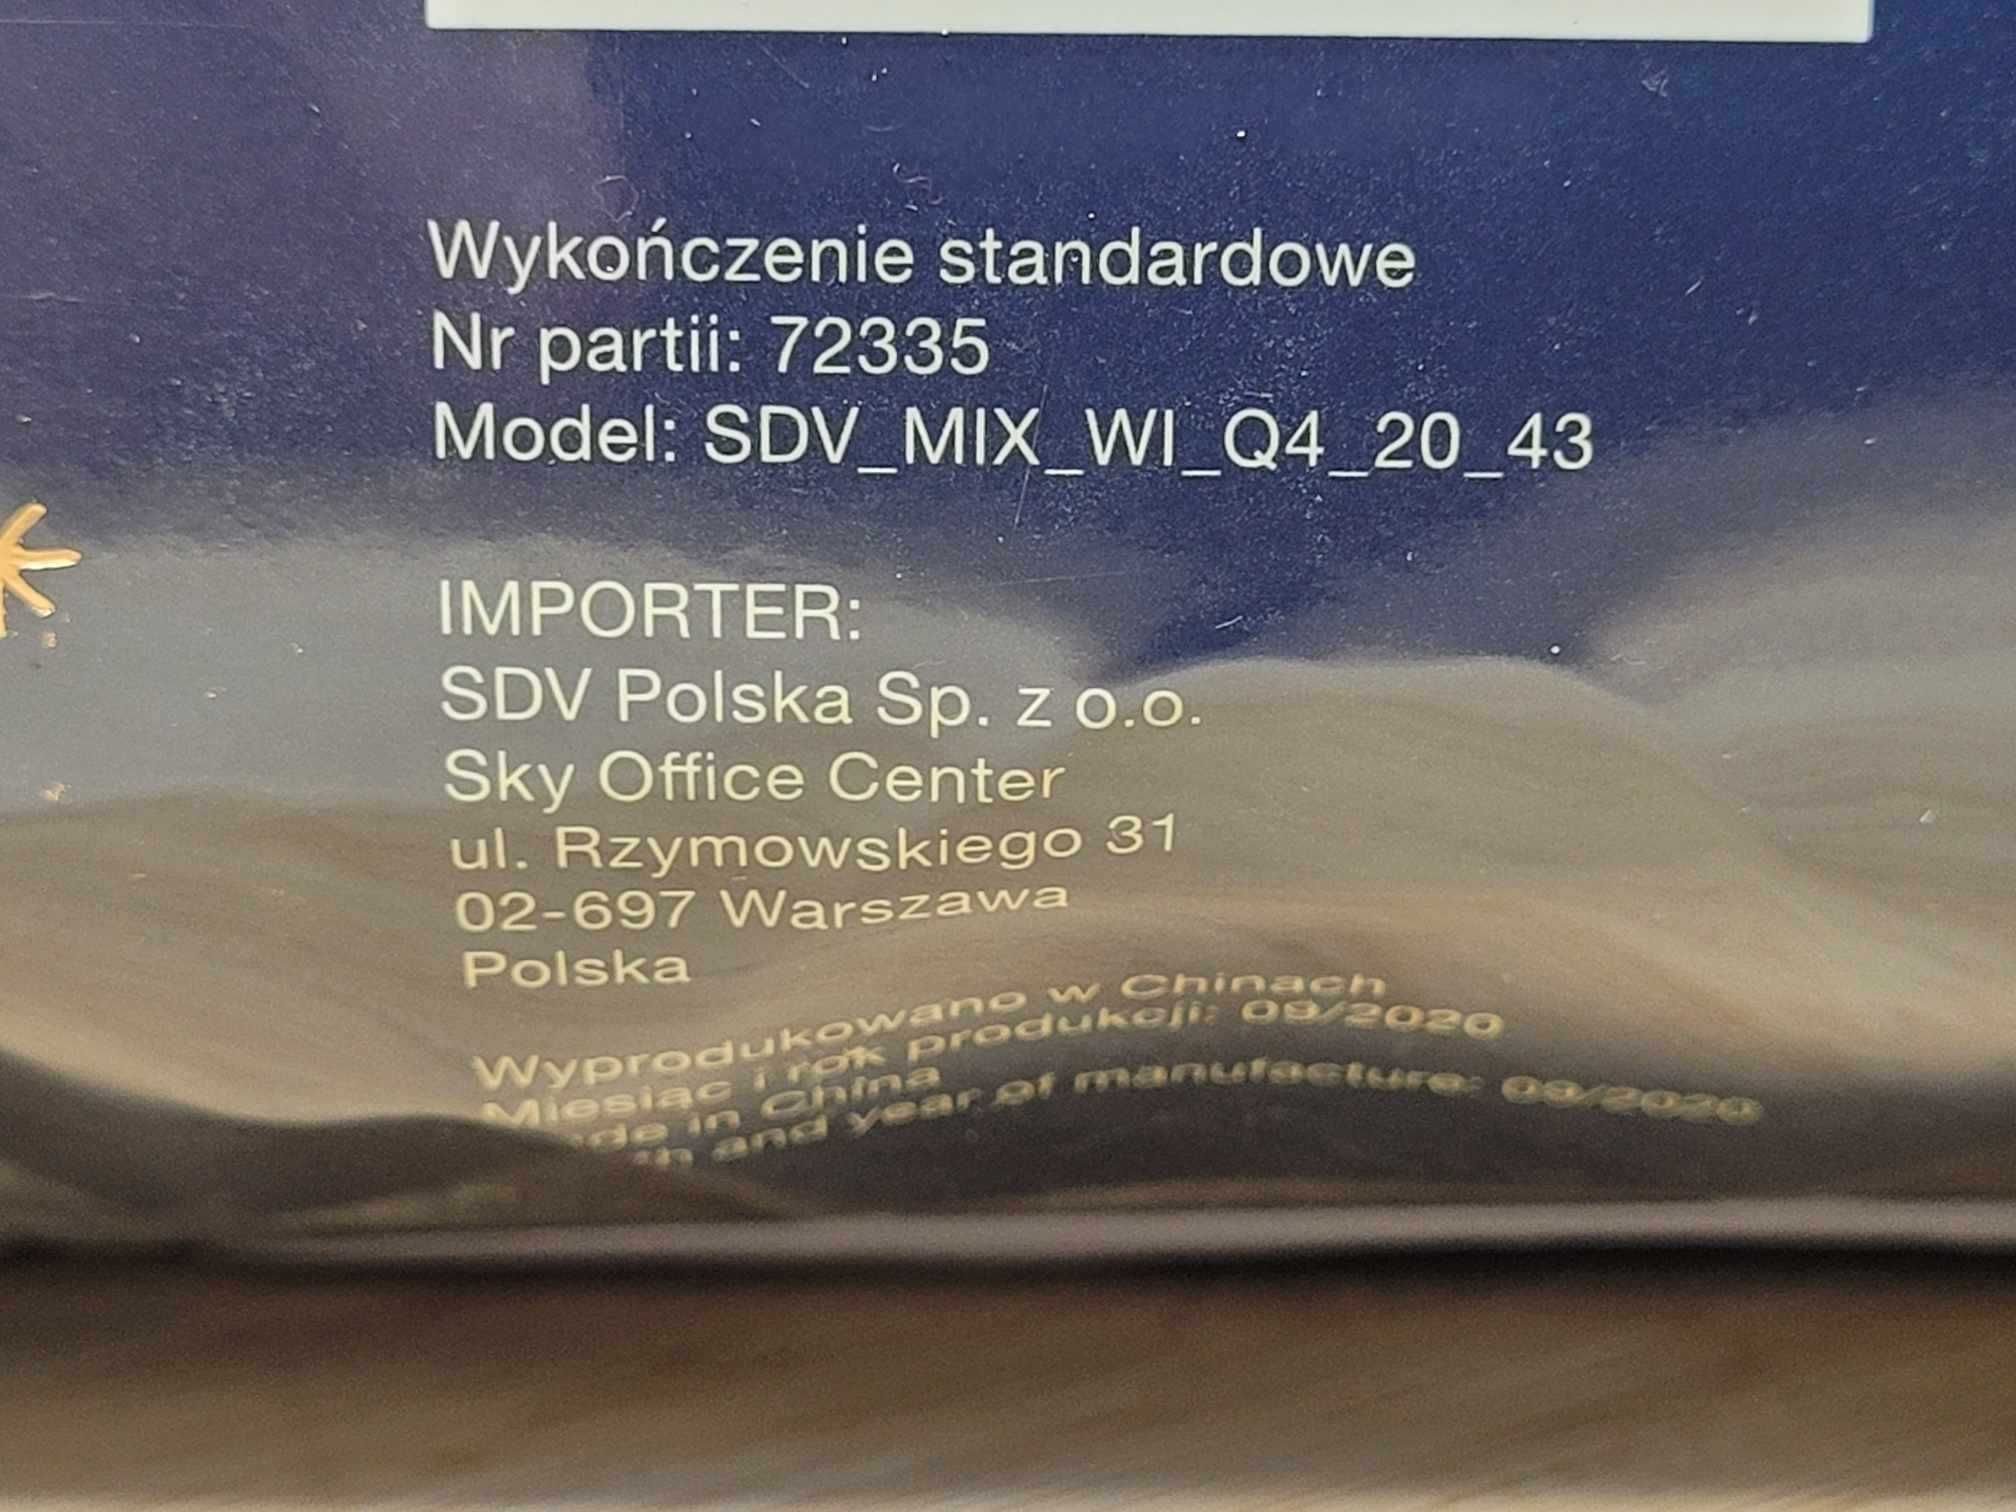 Wykończenie standardowe
Nr partii: 72335
Model: SDV_MIX_WI_Q4_20_43
IMPORTER:
SDV Polska Sp. z o.o.
Sky Office Center
ul. Rzymowskiego 31
02-697 Warszawa
Polska
Wyprodukowano w Chinach
Miesiąc i rok produkcji: 09/2020
in China
and year of manufacture: 09/2020